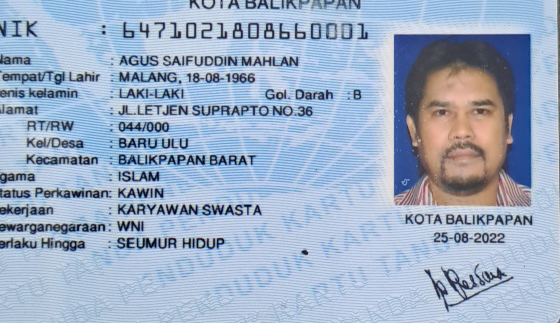 KOTA BALIKPAPAN
NIK : 6471021808660001
Nama : AGUS SAIFUDDIN MAHLAN
Tempat/Tgl Lahir : MALANG, 18-08-1966
Jenis kelamin : LAKI-LAKI Gol. Darah : B
Alamat : JL.LETJEN SUPRAPTO NO.36
RT/RW : 044/000
Kel/Desa : BARU ULU
Kecamatan : BALIKPAPAN BARAT
Agama : ISLAM
Status Perkawinan: KAWIN
Pekerjaan : KARYAWAN SWASTA
Kewarganegaraan: WNI
Berlaku Hingga : SEUMUR HIDUP
KOTA BALIKPAPAN
25-08-2022